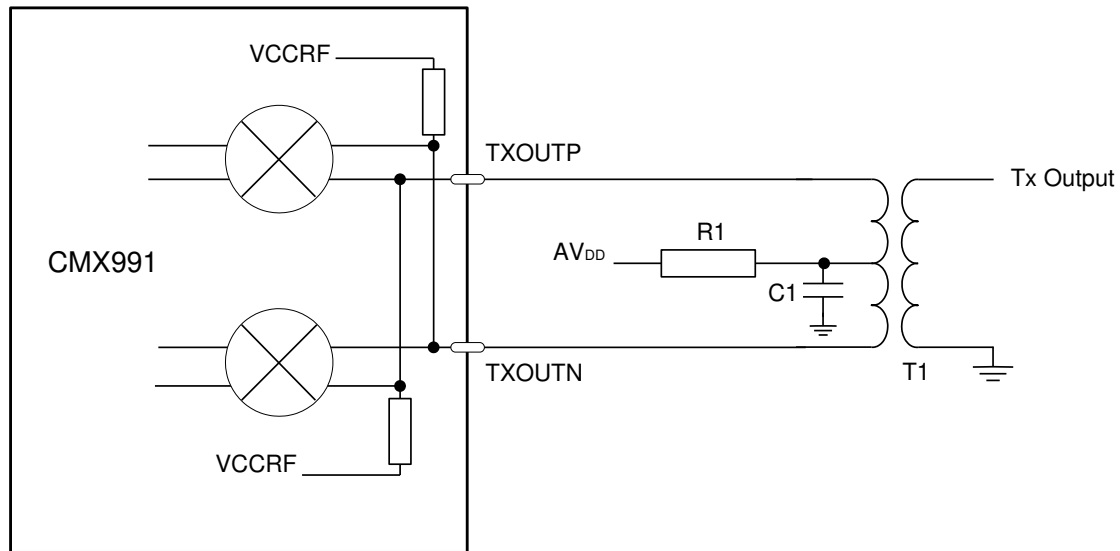 VCCRF
TXOUTP
Tx Output
R1
AVDD
CMX991
C1
TXOUTN
T1
VCCRF